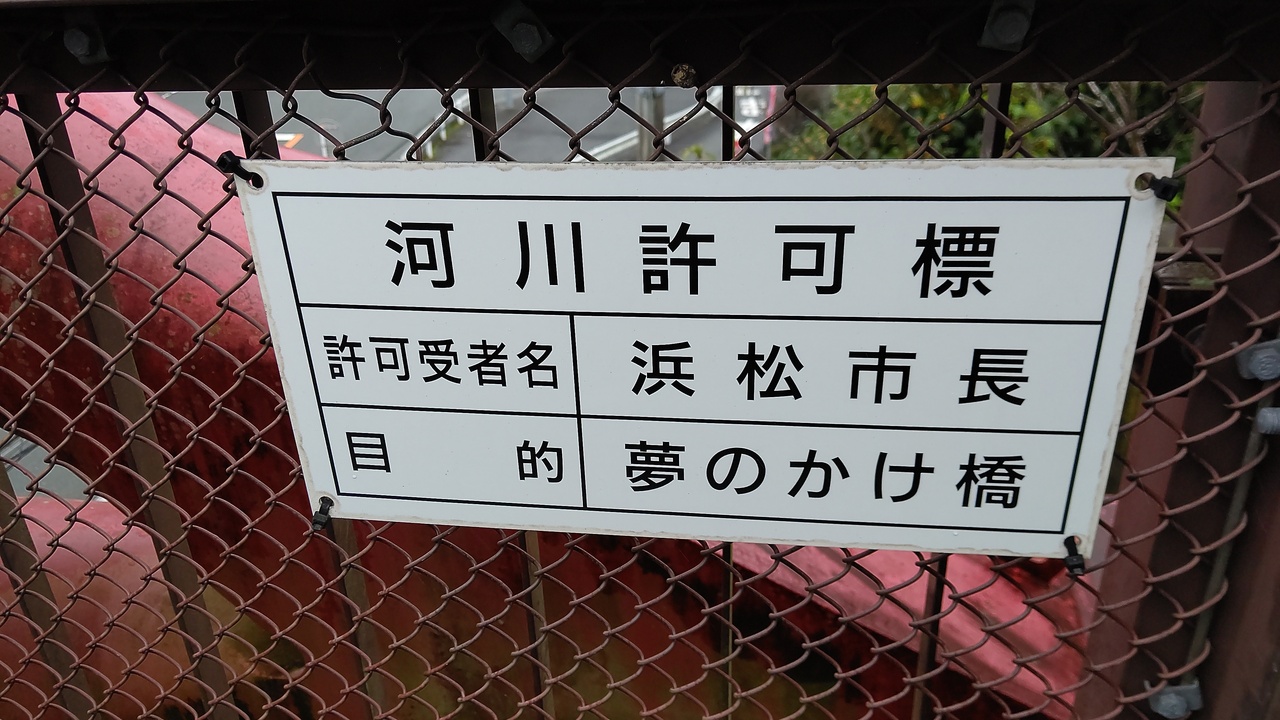 河川許可標
許可受者名 浜松市長
目的 夢のかけ橋